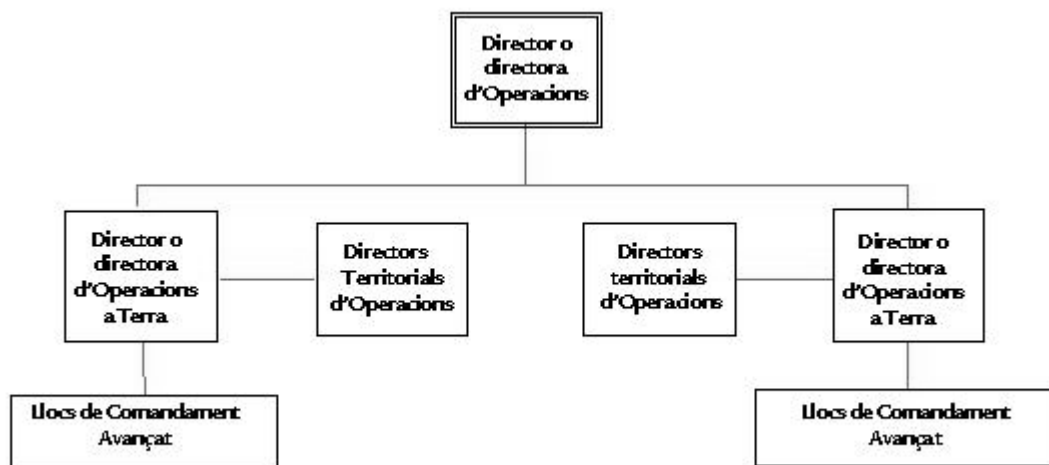 Director o
directora
d'Operacions
Director o
directora
d'Operacions
a Terra
Directors
Territorials
d'Operacions
Directors
territorials
d'Operacions
Director o
directora
d'Operacions
a Terra
Llocs de Comandament
Avançat
Llocs de Comandament
Avançat